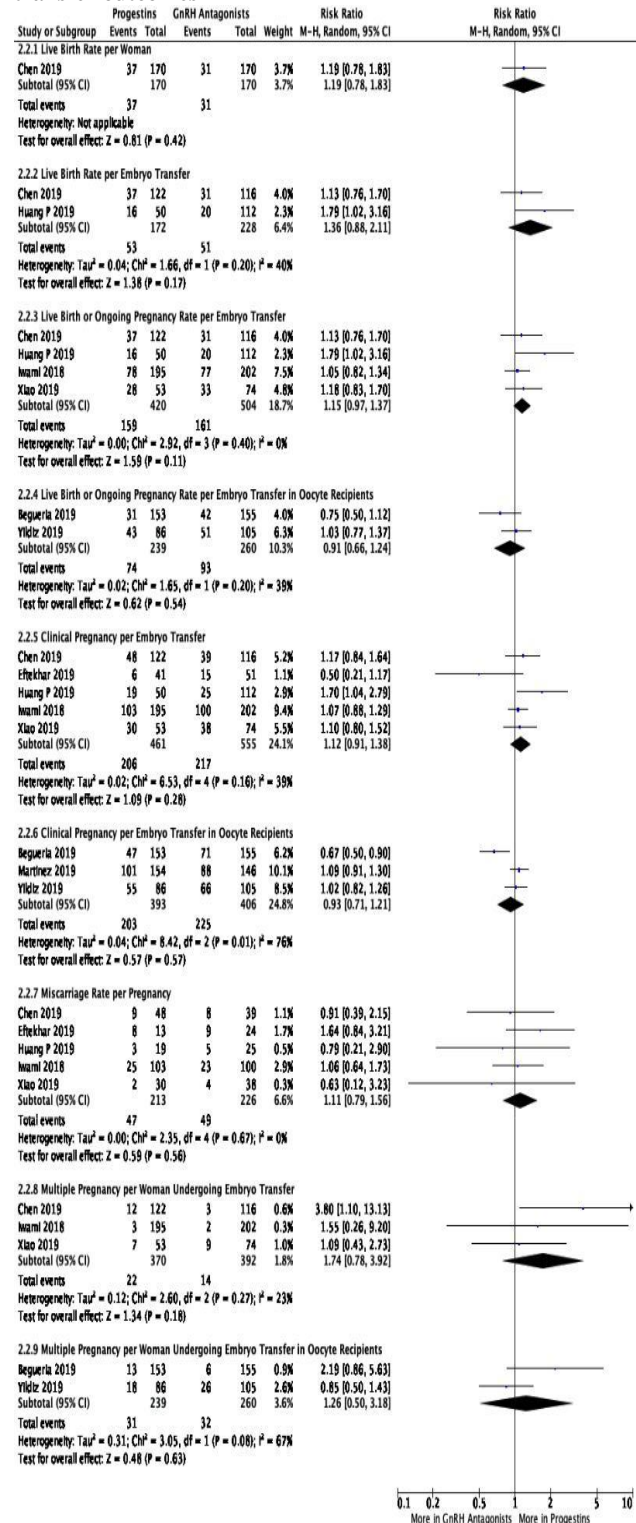 Progestins GnRH Antagonists Risk Ratio Risk Ratio
Study or Subgroup Events Total Events Total Weight M-H, Random, 95% CI M-H, Random, 95% CI
2.2.1 Live Birth Rate per Woman
Chen 2019 37 170 31 170 3.7% 1.19 [0.78, 1.83]
Subtotal (95% CI) 170 170 3.7% 1.19 [0.78, 1.83]
Total events 37 31
Heterogeneity: Not applicable
Test for overall effect: Z = 0.81 (P = 0.42)
2.2.2 Live Birth Rate per Embryo Transfer
Chen 2019 37 122 31 116 4.0% 1.13 [0.76, 1.70]
Huang P 2019 16 50 20 112 2.3% 1.79 [1.02, 3.16]
Subtotal (95% CI) 172 228 6.4% 1.36 [0.88, 2.11]
Total events 53 51
Heterogeneity: Tau² = 0.04; Chi² = 1.66, df = 1 (P = 0.20); I² = 40%
Test for overall effect: Z = 1.38 (P = 0.17)
2.2.3 Live Birth or Ongoing Pregnancy Rate per Embryo Transfer
Chen 2019 37 122 31 116 4.0% 1.13 [0.76, 1.70]
Huang P 2019 16 50 20 112 2.3% 1.79 [1.02, 3.16]
Iwami 2018 78 195 77 202 7.5% 1.05 [0.82, 1.34]
Xiao 2019 28 53 33 74 4.8% 1.18 [0.83, 1.70]
Subtotal (95% CI) 420 504 18.7% 1.15 [0.97, 1.37]
Total events 159 161
Heterogeneity: Tau² = 0.00; Chi² = 2.92, df = 3 (P = 0.40); I² = 0%
Test for overall effect: Z = 1.59 (P = 0.11)
2.2.4 Live Birth or Ongoing Pregnancy Rate per Embryo Transfer in Oocyte Recipients
Begueria 2019 31 153 42 155 4.0% 0.75 [0.50, 1.12]
Yildiz 2019 43 86 51 105 6.3% 1.03 [0.77, 1.37]
Subtotal (95% CI) 239 260 10.3% 0.91 [0.66, 1.24]
Total events 74 93
Heterogeneity: Tau² = 0.02; Chi² = 1.65, df = 1 (P = 0.20); I² = 39%
Test for overall effect: Z = 0.62 (P = 0.54)
2.2.5 Clinical Pregnancy per Embryo Transfer
Chen 2019 48 122 39 116 5.2% 1.17 [0.84, 1.64]
Eftekhar 2019 6 41 15 51 1.1% 0.50 [0.21, 1.17]
Huang P 2019 19 50 25 112 2.9% 1.70 [1.04, 2.79]
Iwami 2018 103 195 100 202 9.4% 1.07 [0.88, 1.29]
Xiao 2019 30 53 38 74 5.4% 1.10 [0.80, 1.52]
Subtotal (95% CI) 461 555 24.1% 1.12 [0.91, 1.38]
Total events 206 217
Heterogeneity: Tau² = 0.02; Chi² = 6.53, df = 4 (P = 0.16); I² = 39%
Test for overall effect: Z = 1.09 (P = 0.28)
2.2.6 Clinical Pregnancy per Embryo Transfer in Oocyte Recipients
Begueria 2019 47 153 71 155 6.2% 0.67 [0.50, 0.90]
Martinez 2019 101 154 88 146 10.1% 1.09 [0.91, 1.30]
Yildiz 2019 55 86 66 105 8.5% 1.02 [0.82, 1.26]
Subtotal (95% CI) 393 406 24.8% 0.93 [0.71, 1.21]
Total events 203 225
Heterogeneity: Tau² = 0.04; Chi² = 8.42, df = 2 (P = 0.01); I² = 76%
Test for overall effect: Z = 0.57 (P = 0.57)
2.2.7 Miscarriage Rate per Pregnancy
Chen 2019 9 48 8 39 1.1% 0.91 [0.39, 2.15]
Eftekhar 2019 8 13 9 24 1.7% 1.64 [0.84, 3.21]
Huang P 2019 3 19 5 25 0.5% 0.79 [0.21, 2.90]
Iwami 2018 25 103 23 100 2.9% 1.06 [0.64, 1.73]
Xiao 2019 2 30 4 38 0.3% 0.63 [0.12, 3.23]
Subtotal (95% CI) 213 226 6.6% 1.11 [0.79, 1.56]
Total events 47 49
Heterogeneity: Tau² = 0.00; Chi² = 2.35, df = 4 (P = 0.67); I² = 0%
Test for overall effect: Z = 0.59 (P = 0.56)
2.2.8 Multiple Pregnancy per Woman Undergoing Embryo Transfer
Chen 2019 12 122 3 116 0.6% 3.80 [1.10, 13.13]
Iwami 2018 3 195 2 202 0.3% 1.55 [0.26, 9.20]
Xiao 2019 7 53 9 74 1.0% 1.09 [0.43, 2.73]
Subtotal (95% CI) 370 392 1.8% 1.74 [0.78, 3.92]
Total events 22 14
Heterogeneity: Tau² = 0.12; Chi² = 2.60, df = 2 (P = 0.27); I² = 23%
Test for overall effect: Z = 1.34 (P = 0.18)
2.2.9 Multiple Pregnancy per Woman Undergoing Embryo Transfer in Oocyte Recipients
Begueria 2019 13 153 6 155 0.9% 2.19 [0.86, 5.63]
Yildiz 2019 18 86 26 105 2.6% 0.85 [0.50, 1.43]
Subtotal (95% CI) 239 260 3.6% 1.26 [0.50, 3.18]
Total events 31 32
Heterogeneity: Tau² = 0.31; Chi² = 3.05, df = 1 (P = 0.08); I² = 67%
Test for overall effect: Z = 0.48 (P = 0.63)
0.1 0.2 0.5 1 2 5 10
More in GnRH Antagonists More in Progestins